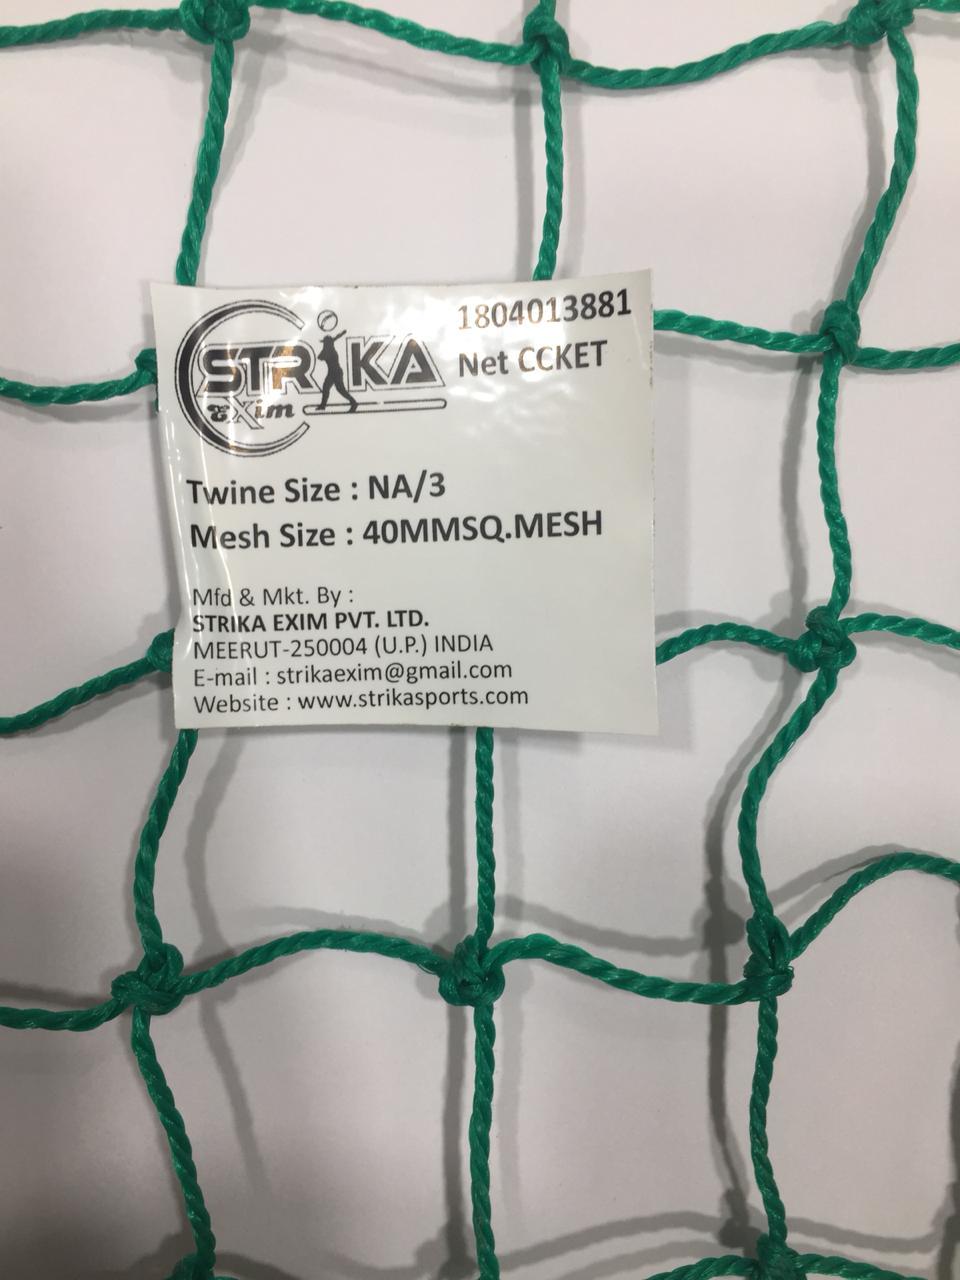 STRIKA
Exim
1804013881
Net CCKET
Twine Size : NA/3
Mesh Size : 40MMSQ.MESH
Mfd & Mkt. By :
STRIKA EXIM PVT. LTD.
MEERUT-250004 (U.P.) INDIA
E-mail : strikaexim@gmail.com
Website : www.strikasports.com